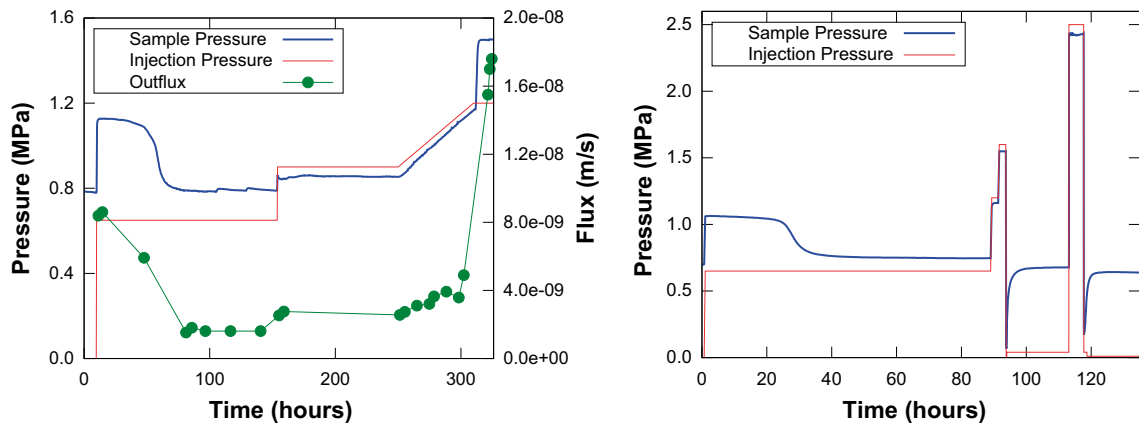 1.6
1.2
0.8
0.4
0.0
Pressure (MPa)
Sample Pressure
Injection Pressure
Outflux
2.0e-08
1.6e-08
1.2e-08
8.0e-09
4.0e-09
0.0e+00
Flux (m/s)
0
100
200
300
Time (hours)
2.5
2.0
1.5
1.0
0.5
0.0
Pressure (MPa)
Sample Pressure
Injection Pressure
0
20
40
60
80
100
120
Time (hours)